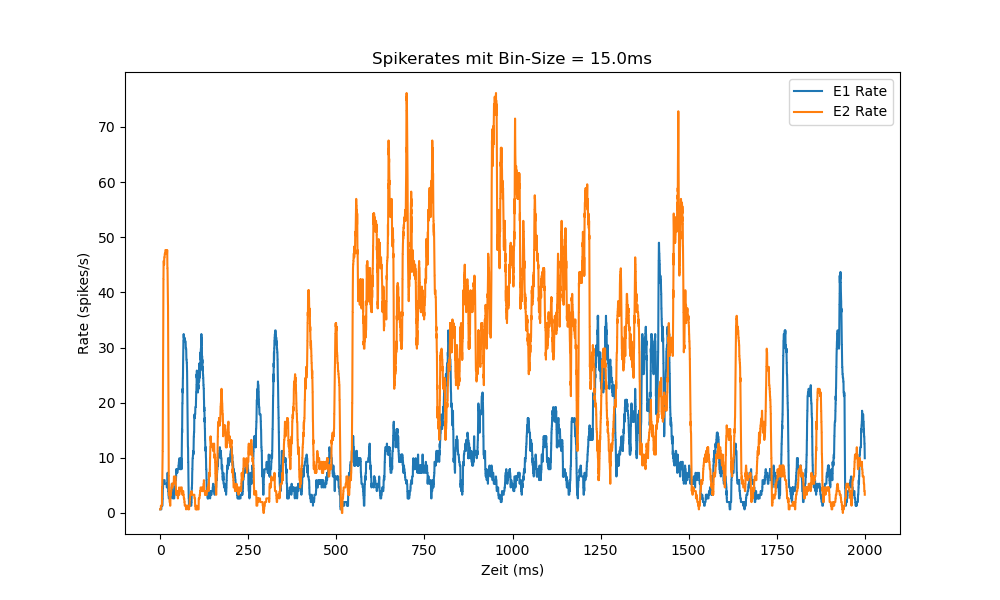 Spikerates mit Bin-Size = 15.0ms
E1 Rate
E2 Rate
Rate (spikes/s)
70
60
50
40
30
20
10
0
0 250 500 750 1000 1250 1500 1750 2000
Zeit (ms)